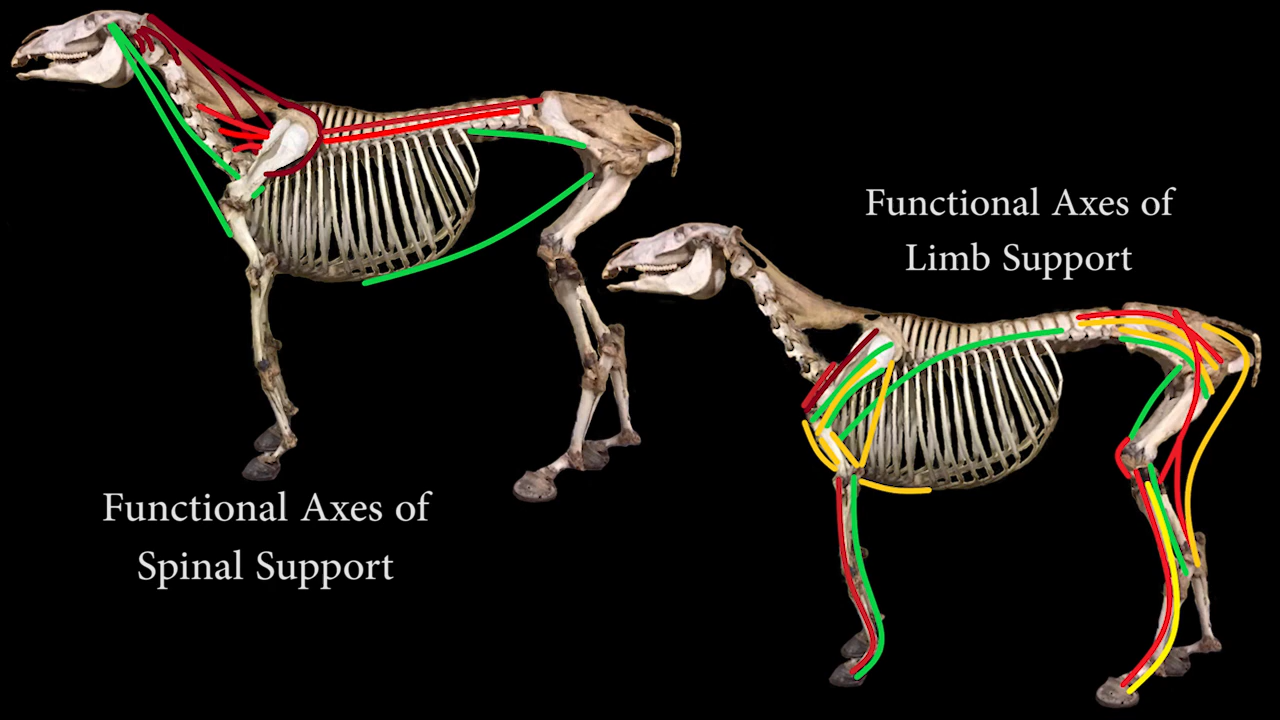 Functional Axes of
Spinal Support
Functional Axes of
Limb Support